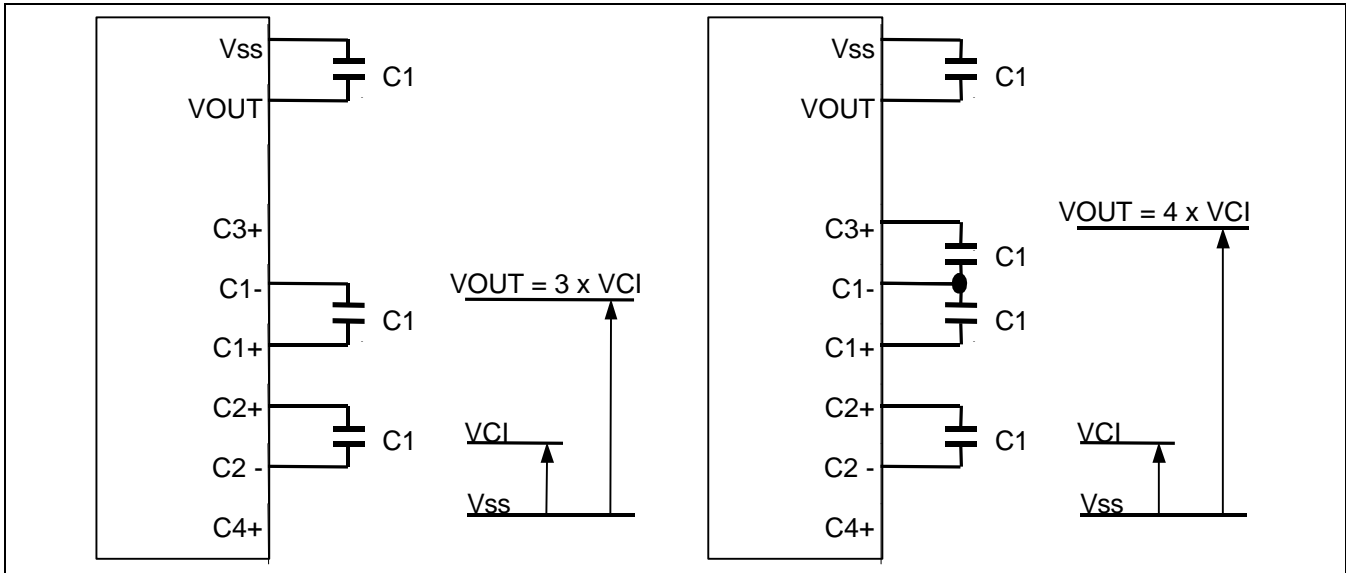 Vss
C1
VOUT
C3+
C1-
C1
C1+
C2+
C1
C2 -
C4+
VOUT = 3 x VCI
VCI
Vss
Vss
C1
VOUT
C3+
C1
C1-
C1
C1+
C2+
C1
C2 -
C4+
VOUT = 4 x VCI
VCI
Vss